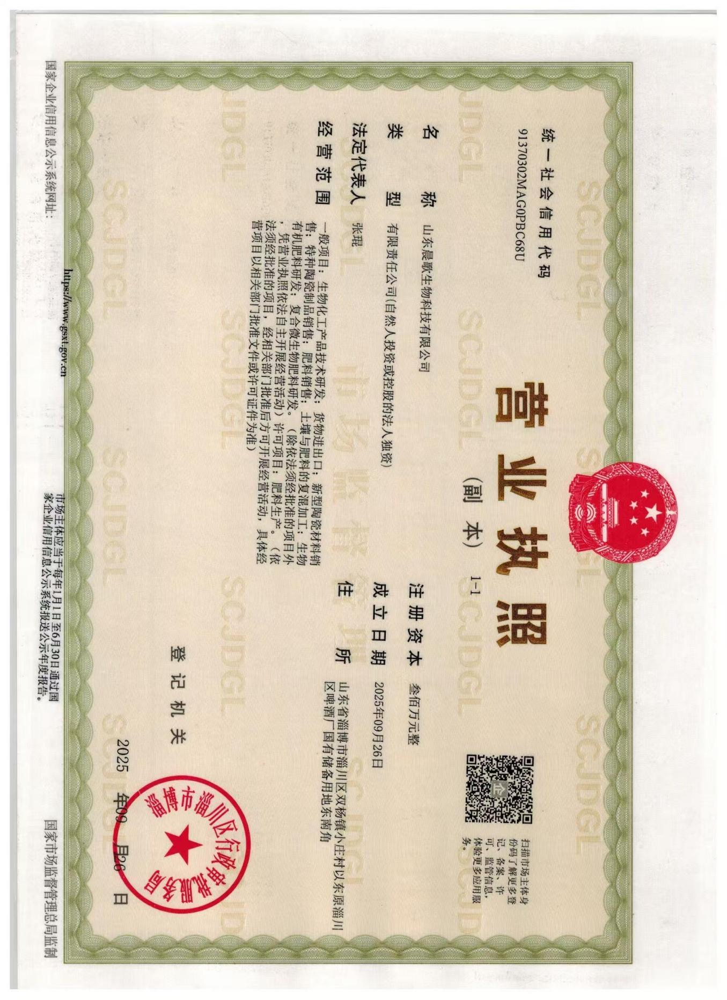 统一社会信用代码
91370302MAG0PBC68U
营业执照
（副 本） 1-1
扫描市场主体身
份码了解更多登
记、备案、许
可、监管信息，
体验更多应用服
务。
名 称 山东晨歌生物科技有限公司
类 型 有限责任公司(自然人投资或控股的法人独资)
法定代表人 张琨
经营范围 一般项目：生物化工产品技术研发；货物进出口；新型陶瓷材料销
售；特种陶瓷制品销售；肥料销售；土壤与肥料的复混加工；生物
有机肥料研发；复合微生物肥料研发。（除依法须经批准的项目外
，凭营业执照依法自主开展经营活动）许可项目：肥料生产。（依
法须经批准的项目，经相关部门批准后方可开展经营活动，具体经
营项目以相关部门批准文件或许可证件为准）
注册资本 叁佰万元整
成立日期 2025年09月26日
住 所 山东省淄博市淄川区双杨镇小庄村以东原淄川
区啤酒厂国有储备用地东南角
登记机关
淄博市淄川区行政审批服务局
2025 年09 月26 日
国家企业信用信息公示系统网址：
https://www.gsxt.gov.cn
市场主体应当于每年1月1日至6月30日通过国
家企业信用信息公示系统报送公示年度报告。
国家市场监督管理总局监制
企
SCJDGL
市场监督管理